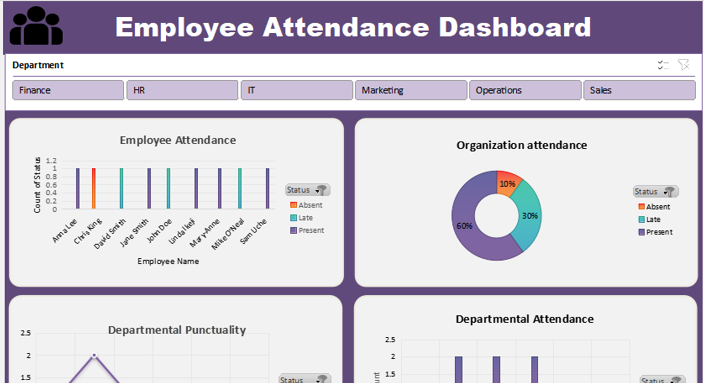 Employee Attendance Dashboard
Department
Finance HR IT Marketing Operations Sales
Employee Attendance
Count of Status
1.2
1
0.8
0.6
0.4
0.2
0
Anna Lee
Chris King
David Smith
Jane Smith
John Doe
Linda Ikeji
Mary-Anne
Mike O'Neal
Sam Uche
Employee Name
Status
Absent
Late
Present
Organization attendance
10%
30%
60%
Status
Absent
Late
Present
Departmental Punctuality
2.5
2
1.5
Status
Departmental Attendance
2.5
2
1.5
Status